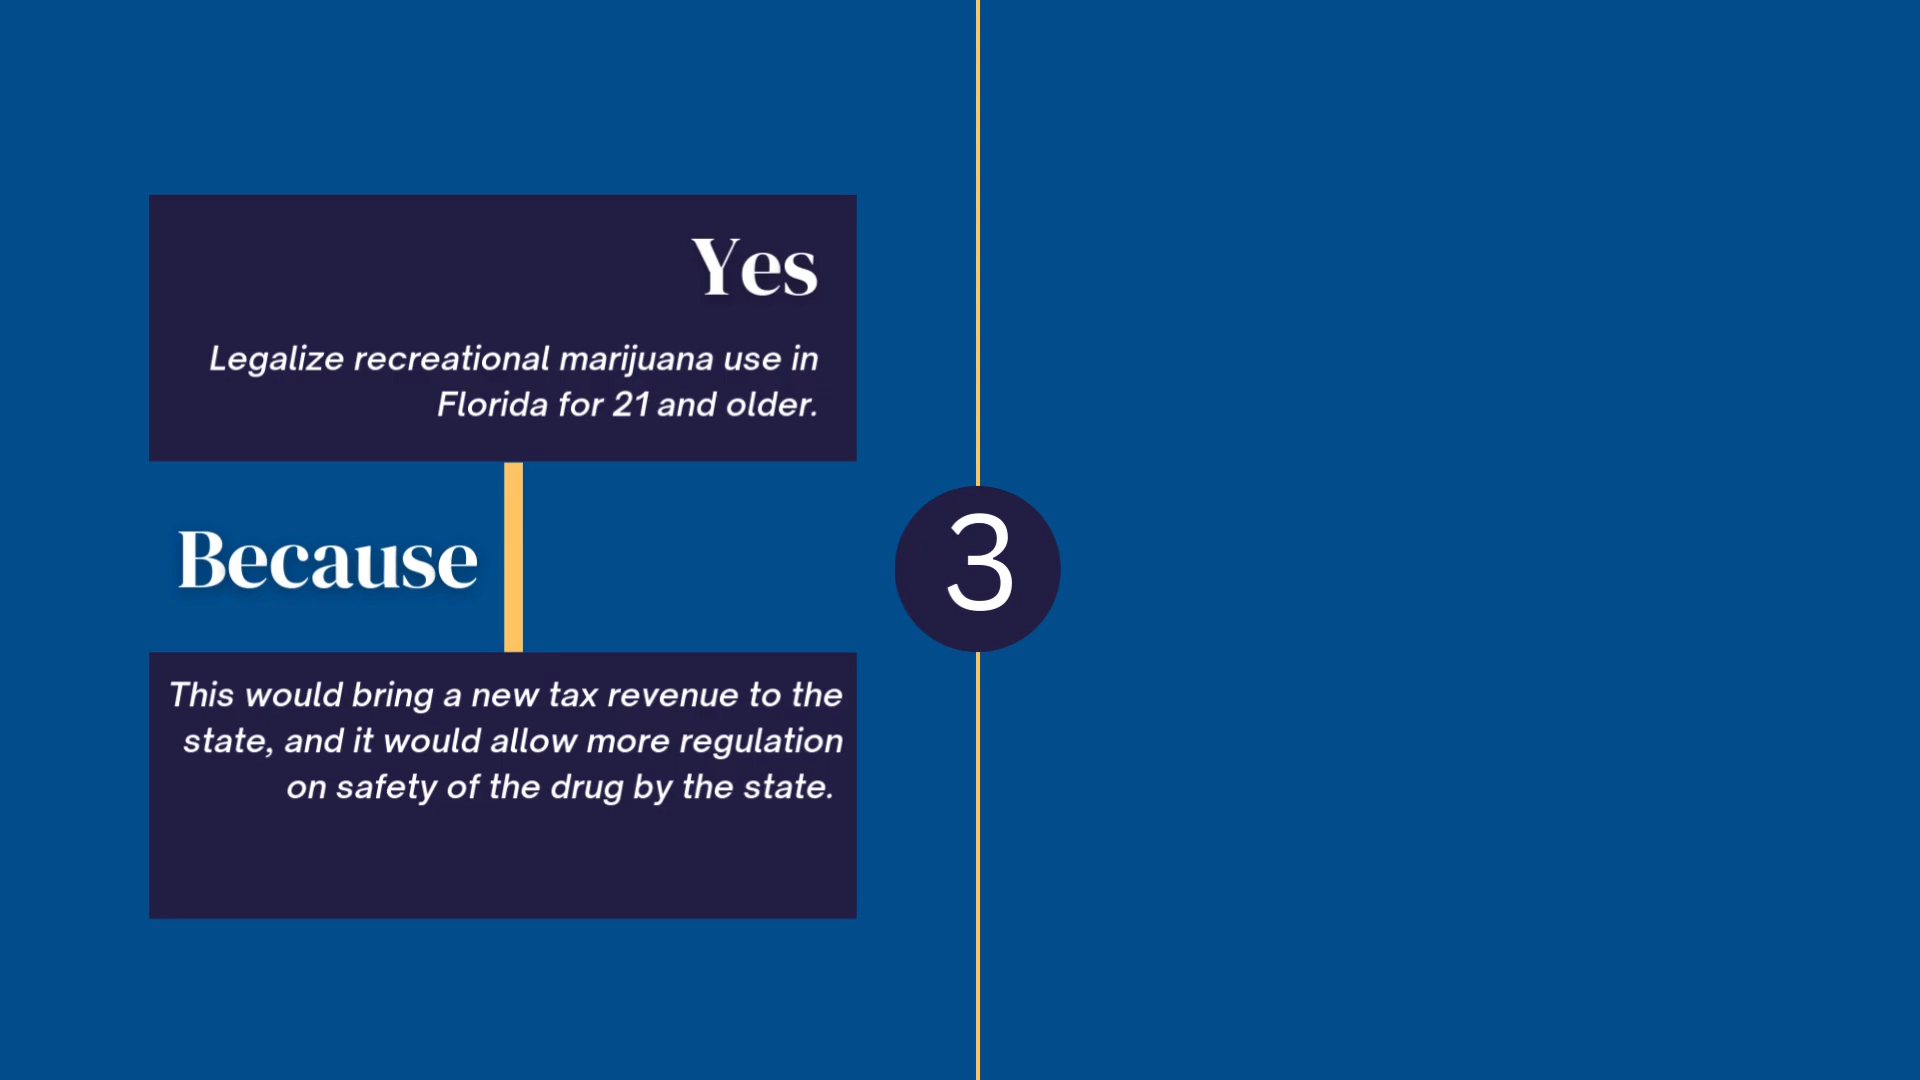 Yes
Legalize recreational marijuana use in
Florida for 21 and older.
Because
3
This would bring a new tax revenue to the
state, and it would allow more regulation
on safety of the drug by the state.